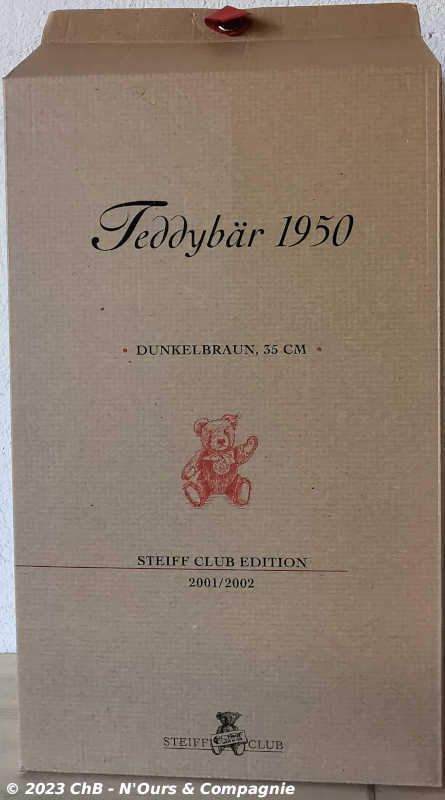 Teddybär 1950
• DUNKELBRAUN, 35 CM •
STEIFF CLUB EDITION
2001/2002
STEIFF CLUB
© 2023 ChB - N'Ours & Compagnie